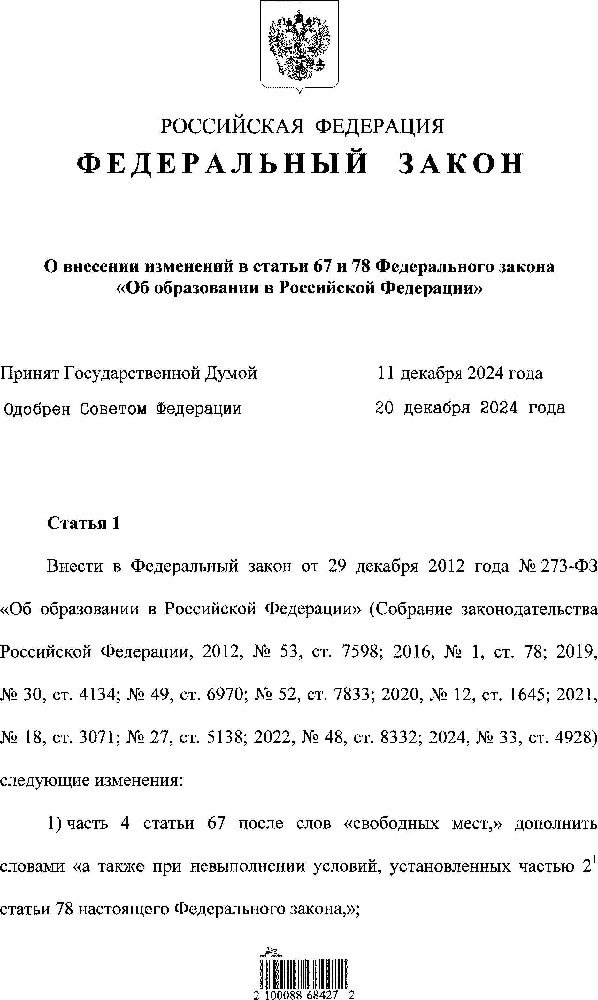 РОССИЙСКАЯ ФЕДЕРАЦИЯ
ФЕДЕРАЛЬНЫЙ ЗАКОН
О внесении изменений в статьи 67 и 78 Федерального закона
«Об образовании в Российской Федерации»
Принят Государственной Думой 11 декабря 2024 года
Одобрен Советом Федерации 20 декабря 2024 года
Статья 1
Внести в Федеральный закон от 29 декабря 2012 года № 273-ФЗ
«Об образовании в Российской Федерации» (Собрание законодательства
Российской Федерации, 2012, № 53, ст. 7598; 2016, № 1, ст. 78; 2019,
№ 30, ст. 4134; № 49, ст. 6970; № 52, ст. 7833; 2020, № 12, ст. 1645; 2021,
№ 18, ст. 3071; № 27, ст. 5138; 2022, № 48, ст. 8332; 2024, № 33, ст. 4928)
следующие изменения:
1) часть 4 статьи 67 после слов «свободных мест,» дополнить
словами «а также при невыполнении условий, установленных частью 2¹
статьи 78 настоящего Федерального закона,»;
2 100088 68427 2